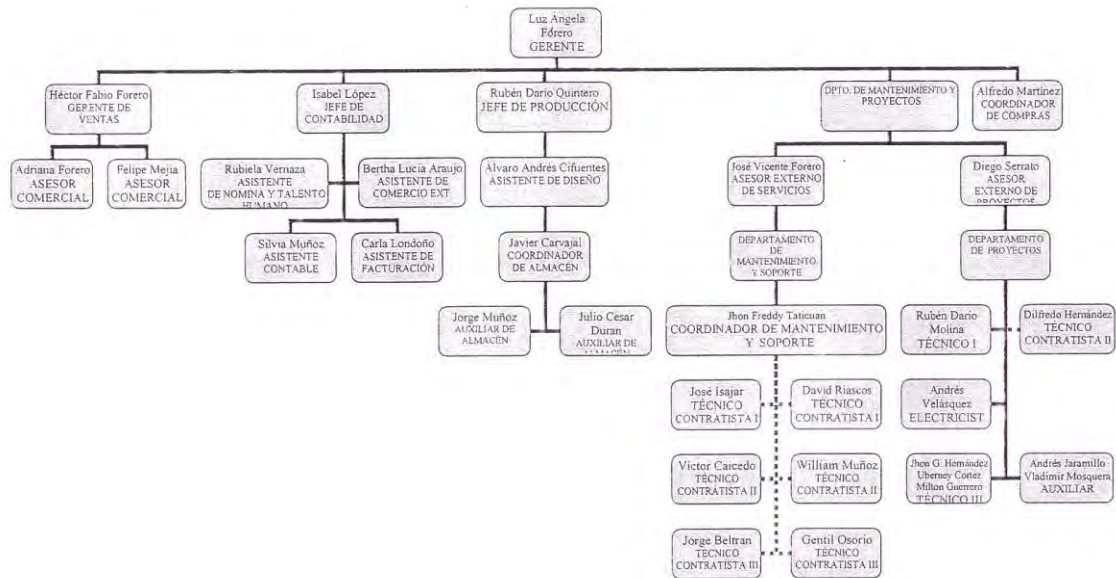 Luz Angela
Forero
GERENTE
Héctor Fabio Forero
GERENTE DE
VENTAS
Isabel López
JEFE DE
CONTABILIDAD
Rubén Dario Quintero
JEFE DE PRODUCCIÓN
DPTO. DE MANTENIMIENTO Y
PROYECTOS
Alfredo Martínez
COORDINADOR
DE COMPRAS
Adriana Forero
ASESOR
COMERCIAL
Felipe Mejia
ASESOR
COMERCIAL
Rubiela Vernaza
ASISTENTE
DE NOMINA Y TALENTO
HUMANO
Bertha Lucia Araujo
ASISTENTE DE
COMERCIO EXT
Alvaro Andrés Cifuentes
ASISTENTE DE DISEÑO
José Vicente Forero
ASESOR EXTERNO
DE SERVICIOS
Diego Serrato
ASESOR
EXTERNO DE
PROYECTOS
Silvia Muñoz
ASISTENTE
CONTABLE
Carla Londoño
ASISTENTE DE
FACTURACIÓN
Javier Carvajal
COORDINADOR
DE ALMACÉN
DEPARTAMENTO
DE
MANTENIMIENTO
Y SOPORTE
DEPARTAMENTO
DE PROYECTOS
Jorge Muñoz
AUXILIAR DE
ALMACÉN
Julio Cesar
Duran
AUXILIAR DE
ALMACÉN
Jhon Freddy Taticuan
COORDINADOR DE MANTENIMIENTO
Y SOPORTE
Rubén Dario
Molina
TÉCNICO I
Dilfredo Hernández
TÉCNICO
CONTRATISTA II
José Isajar
TÉCNICO
CONTRATISTA I
David Riascos
TÉCNICO
CONTRATISTA I
Andrés
Velásquez
ELECTRICIST
Victor Caicedo
TÉCNICO
CONTRATISTA II
William Muñoz
TÉCNICO
CONTRATISTA II
Jhon G. Hernández
Uberney Cortez
Milton Guerrero
TÉCNICO III
Andrés Jaramillo
Vladimir Mosquera
AUXILIAR
Jorge Beltran
TÉCNICO
CONTRATISTA III
Gentil Osorio
TÉCNICO
CONTRATISTA III